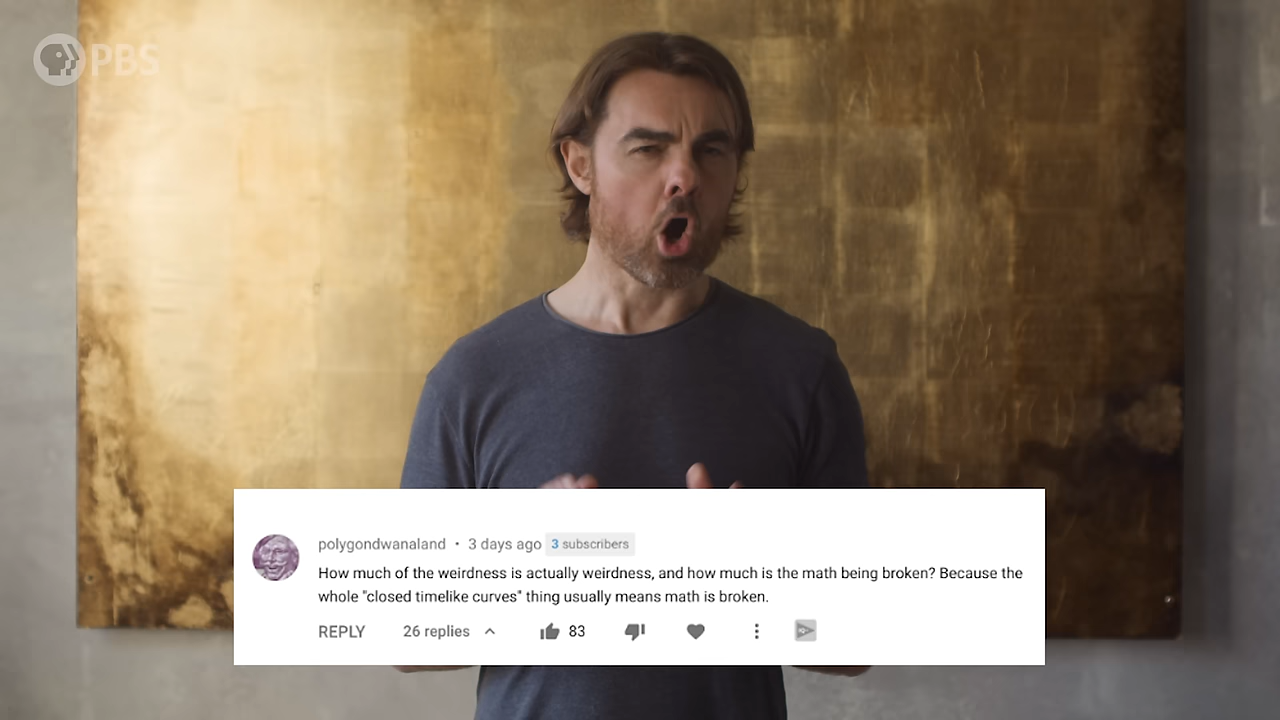 PBS
polygondwanaland • 3 days ago 3 subscribers
How much of the weirdness is actually weirdness, and how much is the math being broken? Because the
whole "closed timelike curves" thing usually means math is broken.
REPLY 26 replies 83